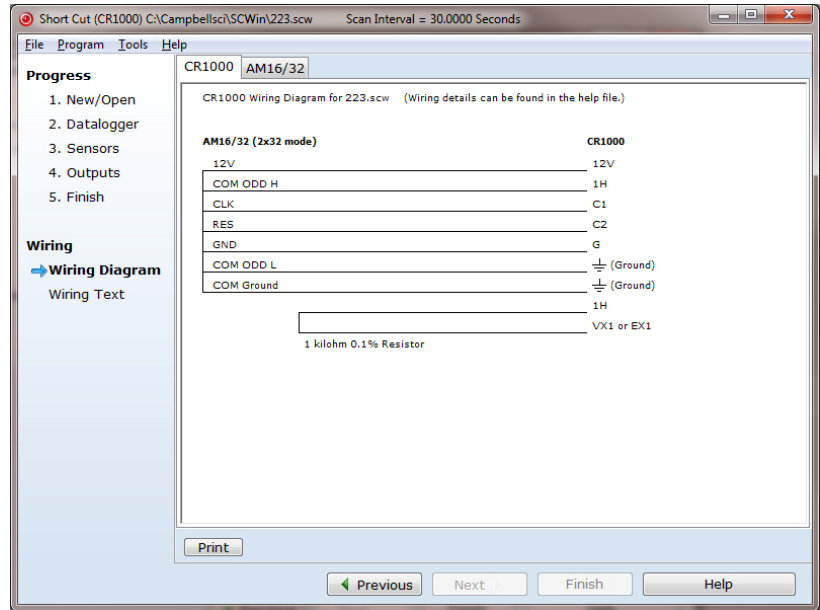 Short Cut (CR1000) C:\Campbellsci\SCWin\223.scw Scan Interval = 30.0000 Seconds
File Program Tools Help
Progress
1. New/Open
2. Datalogger
3. Sensors
4. Outputs
5. Finish
Wiring
Wiring Diagram
Wiring Text
CR1000 AM16/32
CR1000 Wiring Diagram for 223.scw (Wiring details can be found in the help file.)
AM16/32 (2x32 mode) CR1000
12V 12V
COM ODD H 1H
CLK C1
RES C2
GND G
COM ODD L (Ground)
COM Ground (Ground)
1H
VX1 or EX1
1 kilohm 0.1% Resistor
Print
Previous Next Finish Help